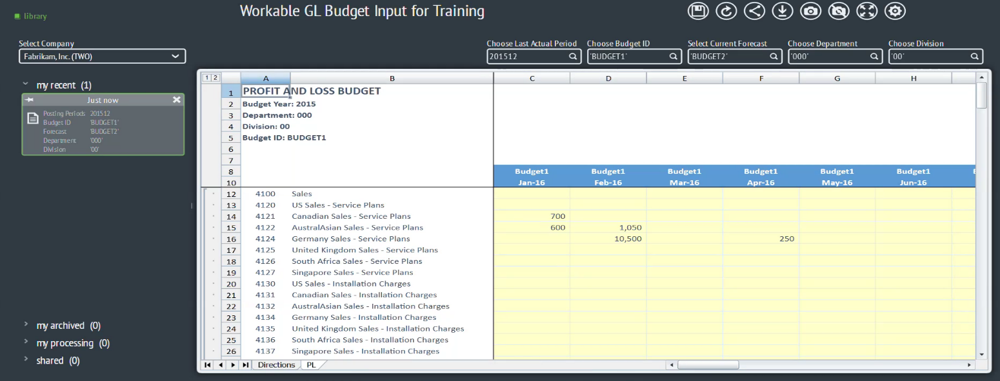 library
Workable GL Budget Input for Training
Select Company
Fabrikam, Inc. (TWO)
Choose Last Actual Period Choose Budget ID Select Current Forecast Choose Department Choose Division
201512 'BUDGET1' 'BUDGET2' '000' '00'
my recent (1)
Just now
Posting Periods 201512
Budget ID 'BUDGET1'
Forecast 'BUDGET2'
Department '000'
Division '00'
my archived (0)
my processing (0)
shared (0)
1 2 A B C D E F G H
1 PROFIT AND LOSS BUDGET
2 Budget Year: 2015
3 Department: 000
4 Division: 00
5 Budget ID: BUDGET1
6
7
8 Budget1 Budget1 Budget1 Budget1 Budget1 Budget1
10 Jan-16 Feb-16 Mar-16 Apr-16 May-16 Jun-16
12 4100 Sales
13 4120 US Sales - Service Plans
14 4121 Canadian Sales - Service Plans 700
15 4122 AustralAsian Sales - Service Plans 600 1,050
16 4124 Germany Sales - Service Plans 10,500 250
17 4125 United Kingdom Sales - Service Plans
18 4126 South Africa Sales - Service Plans
19 4127 Singapore Sales - Service Plans
20 4130 US Sales - Installation Charges
21 4131 Canadian Sales - Installation Charges
22 4132 AustralAsian Sales - Installation Charges
23 4134 Germany Sales - Installation Charges
24 4135 United Kingdom Sales - Installation Charges
25 4136 South Africa Sales - Installation Charges
26 4137 Singapore Sales - Installation Charges
Directions PL